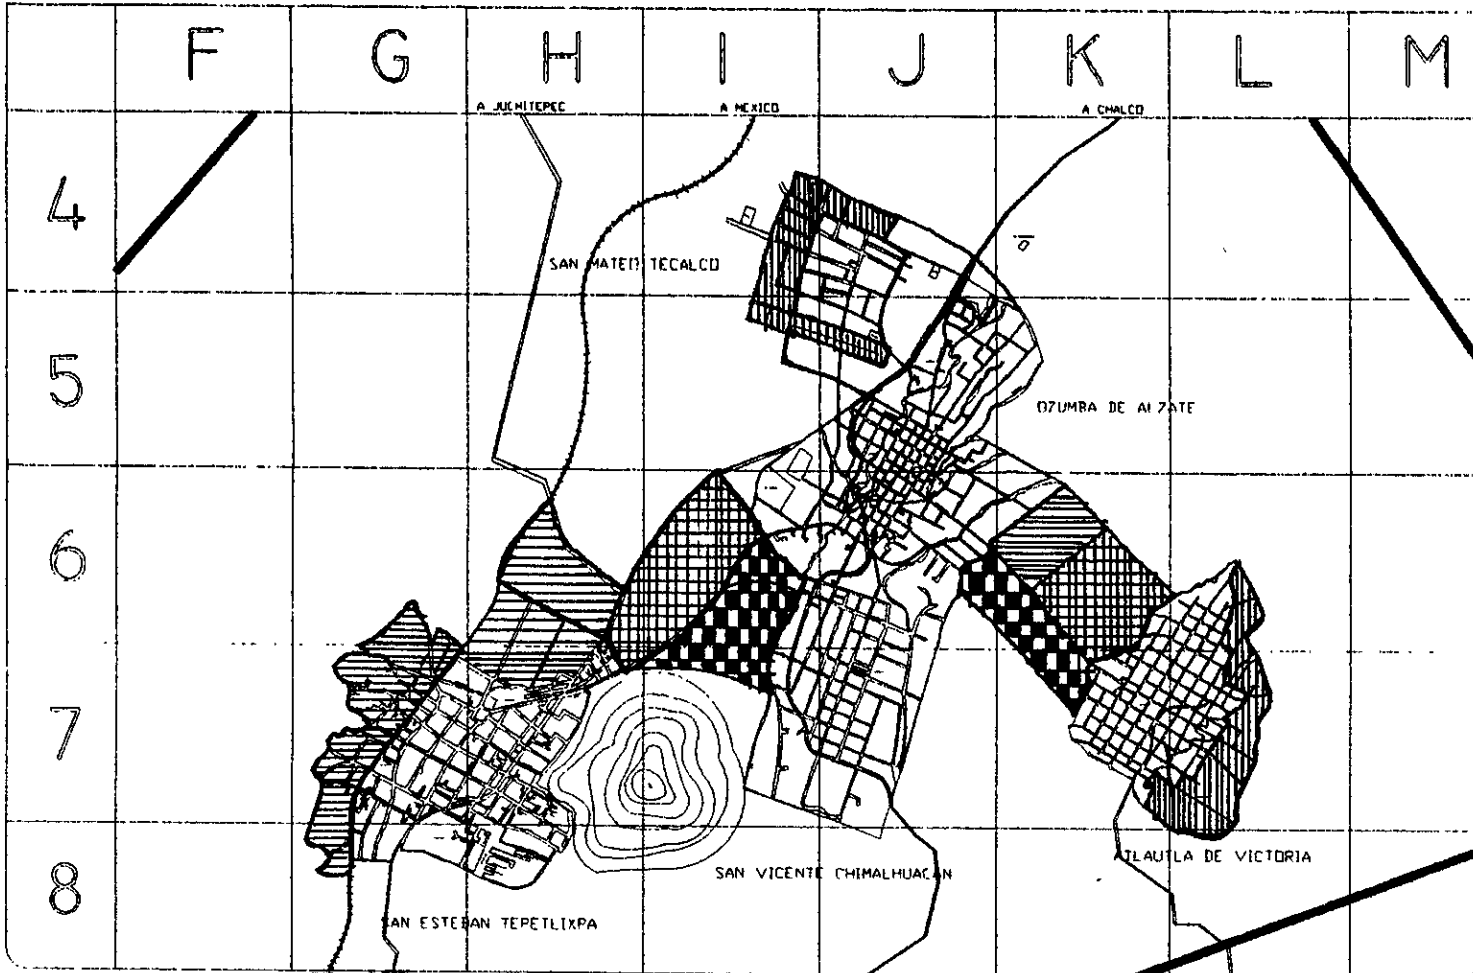 F G H I J K L M
A JUCHITEPEC A MEXICO A CHALCO
4
SAN MATEO TECALCO
5
OZUMBA DE ALZATE
6
7
8
SAN VICENTE CHIMALHUACAN
ATLAUTLA DE VICTORIA
SAN ESTEBAN TEPETLIXPA